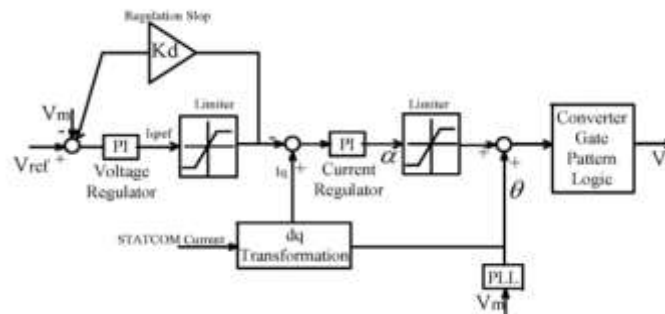 Regulation Slop
Kd
Vm
-
+
Vref
PI
Voltage
Regulator
Iqref
Limiter
-
+
Iq
PI
Current
Regulator
α
Limiter
+
+
θ
Converter
Gate
Pattern
Logic
V
STATCOM Current
dq
Transformation
PLL
Vm